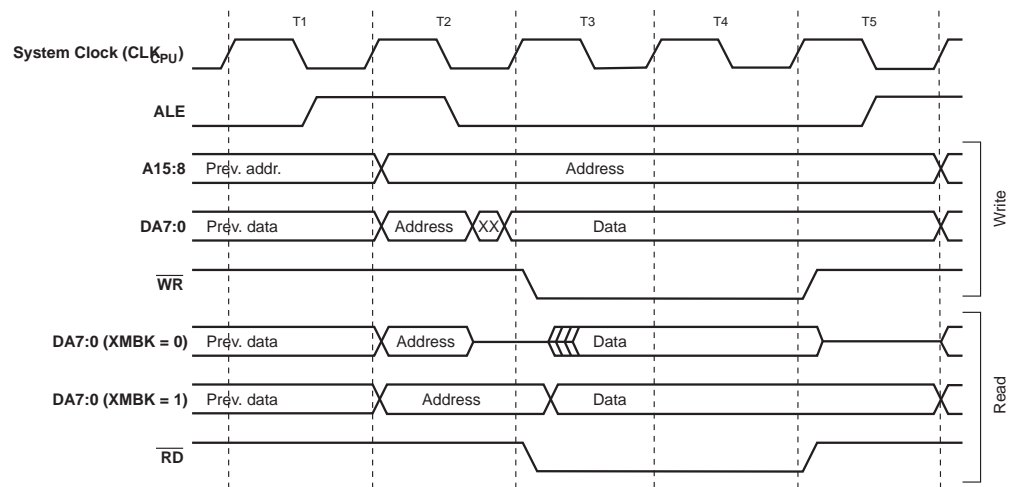 T1 T2 T3 T4 T5
System Clock (CLKCPU)
ALE
A15:8 Prev. addr. Address
DA7:0 Prev. data Address XX Data
WR
Write
DA7:0 (XMBK = 0) Prev. data Address Data
DA7:0 (XMBK = 1) Prev. data Address Data
RD
Read